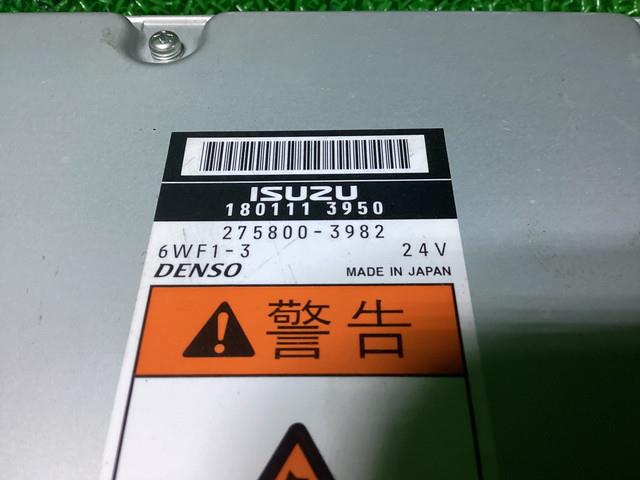 ISUZU
180111 3950
275800-3982
6WF1-3 24V
DENSO MADE IN JAPAN
警告